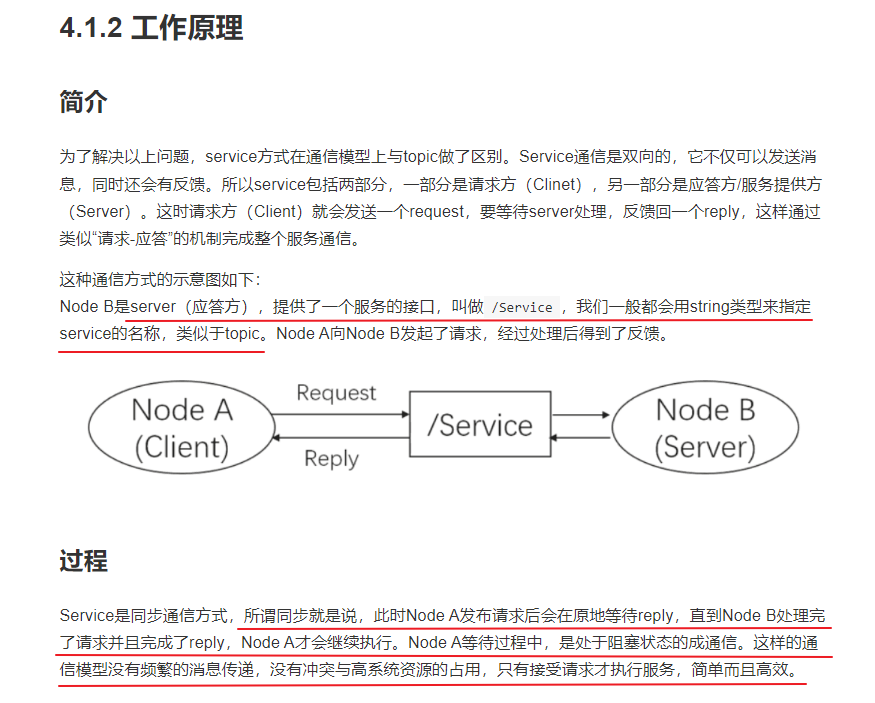 4.1.2 工作原理
简介
为了解决以上问题，service方式在通信模型上与topic做了区别。Service通信是双向的，它不仅可以发送消
息，同时还会有反馈。所以service包括两部分，一部分是请求方（Clinet），另一部分是应答方/服务提供方
（Server）。这时请求方（Client）就会发送一个request，要等待server处理，反馈回一个reply，这样通过
类似“请求-应答”的机制完成整个服务通信。
这种通信方式的示意图如下：
Node B是server（应答方），提供了一个服务的接口，叫做 /Service ，我们一般都会用string类型来指定
service的名称，类似于topic。Node A向Node B发起了请求，经过处理后得到了反馈。
Node A
(Client)
Request
Reply
/Service
Node B
(Server)
过程
Service是同步通信方式，所谓同步就是说，此时Node A发布请求后会在原地等待reply，直到Node B处理完
了请求并且完成了reply，Node A才会继续执行。Node A等待过程中，是处于阻塞状态的成通信。这样的通
信模型没有频繁的消息传递，没有冲突与高系统资源的占用，只有接受请求才执行服务，简单而且高效。